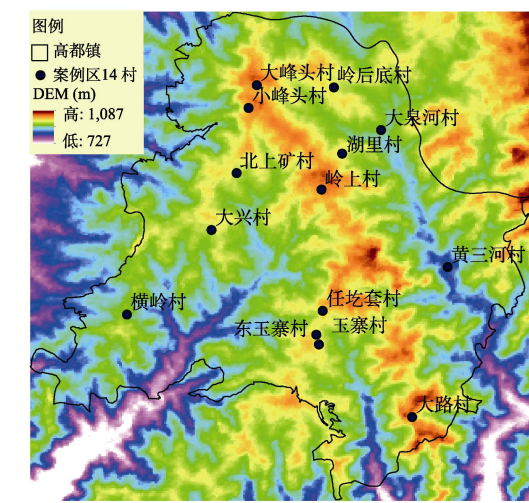 图例
高都镇
案例区14村
DEM (m)
高: 1,087
低: 727
大峰头村
岭后底村
小峰头村
大泉河村
湖里村
北上矿村
岭上村
大兴村
黄三河村
横岭村
任圪套村
东玉寨村
玉寨村
大路村